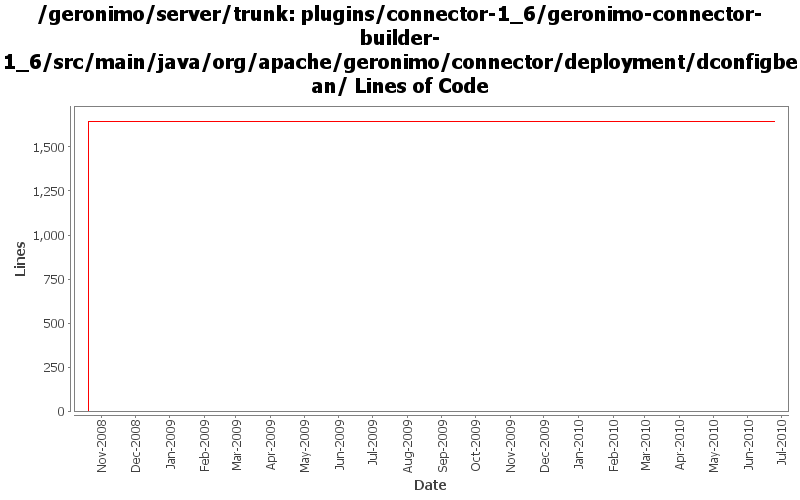 /geronimo/server/trunk: plugins/connector-1_6/geronimo-connector-
builder-
1_6/src/main/java/org/apache/geronimo/connector/deployment/dconfigbe
an/ Lines of Code
1,500
1,250
1,000
750
500
250
0
Lines
Nov-2008
Dec-2008
Jan-2009
Feb-2009
Mar-2009
Apr-2009
May-2009
Jun-2009
Jul-2009
Aug-2009
Sep-2009
Oct-2009
Nov-2009
Dec-2009
Jan-2010
Feb-2010
Mar-2010
Apr-2010
May-2010
Jun-2010
Jul-2010
Date